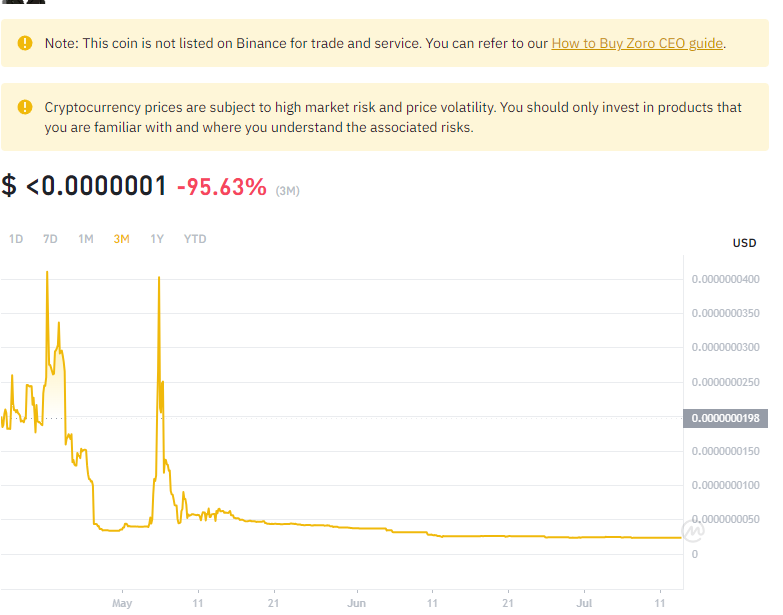 Note: This coin is not listed on Binance for trade and service. You can refer to our How to Buy Zoro CEO guide.
Cryptocurrency prices are subject to high market risk and price volatility. You should only invest in products that
you are familiar with and where you understand the associated risks.
$ <0.0000001 -95.63% (3M)
1D 7D 1M 3M 1Y YTD
USD
0.0000000400
0.0000000350
0.0000000300
0.0000000250
0.0000000198
0.0000000150
0.0000000100
0.0000000050
0
May 11 21 Jun 11 21 Jul 11